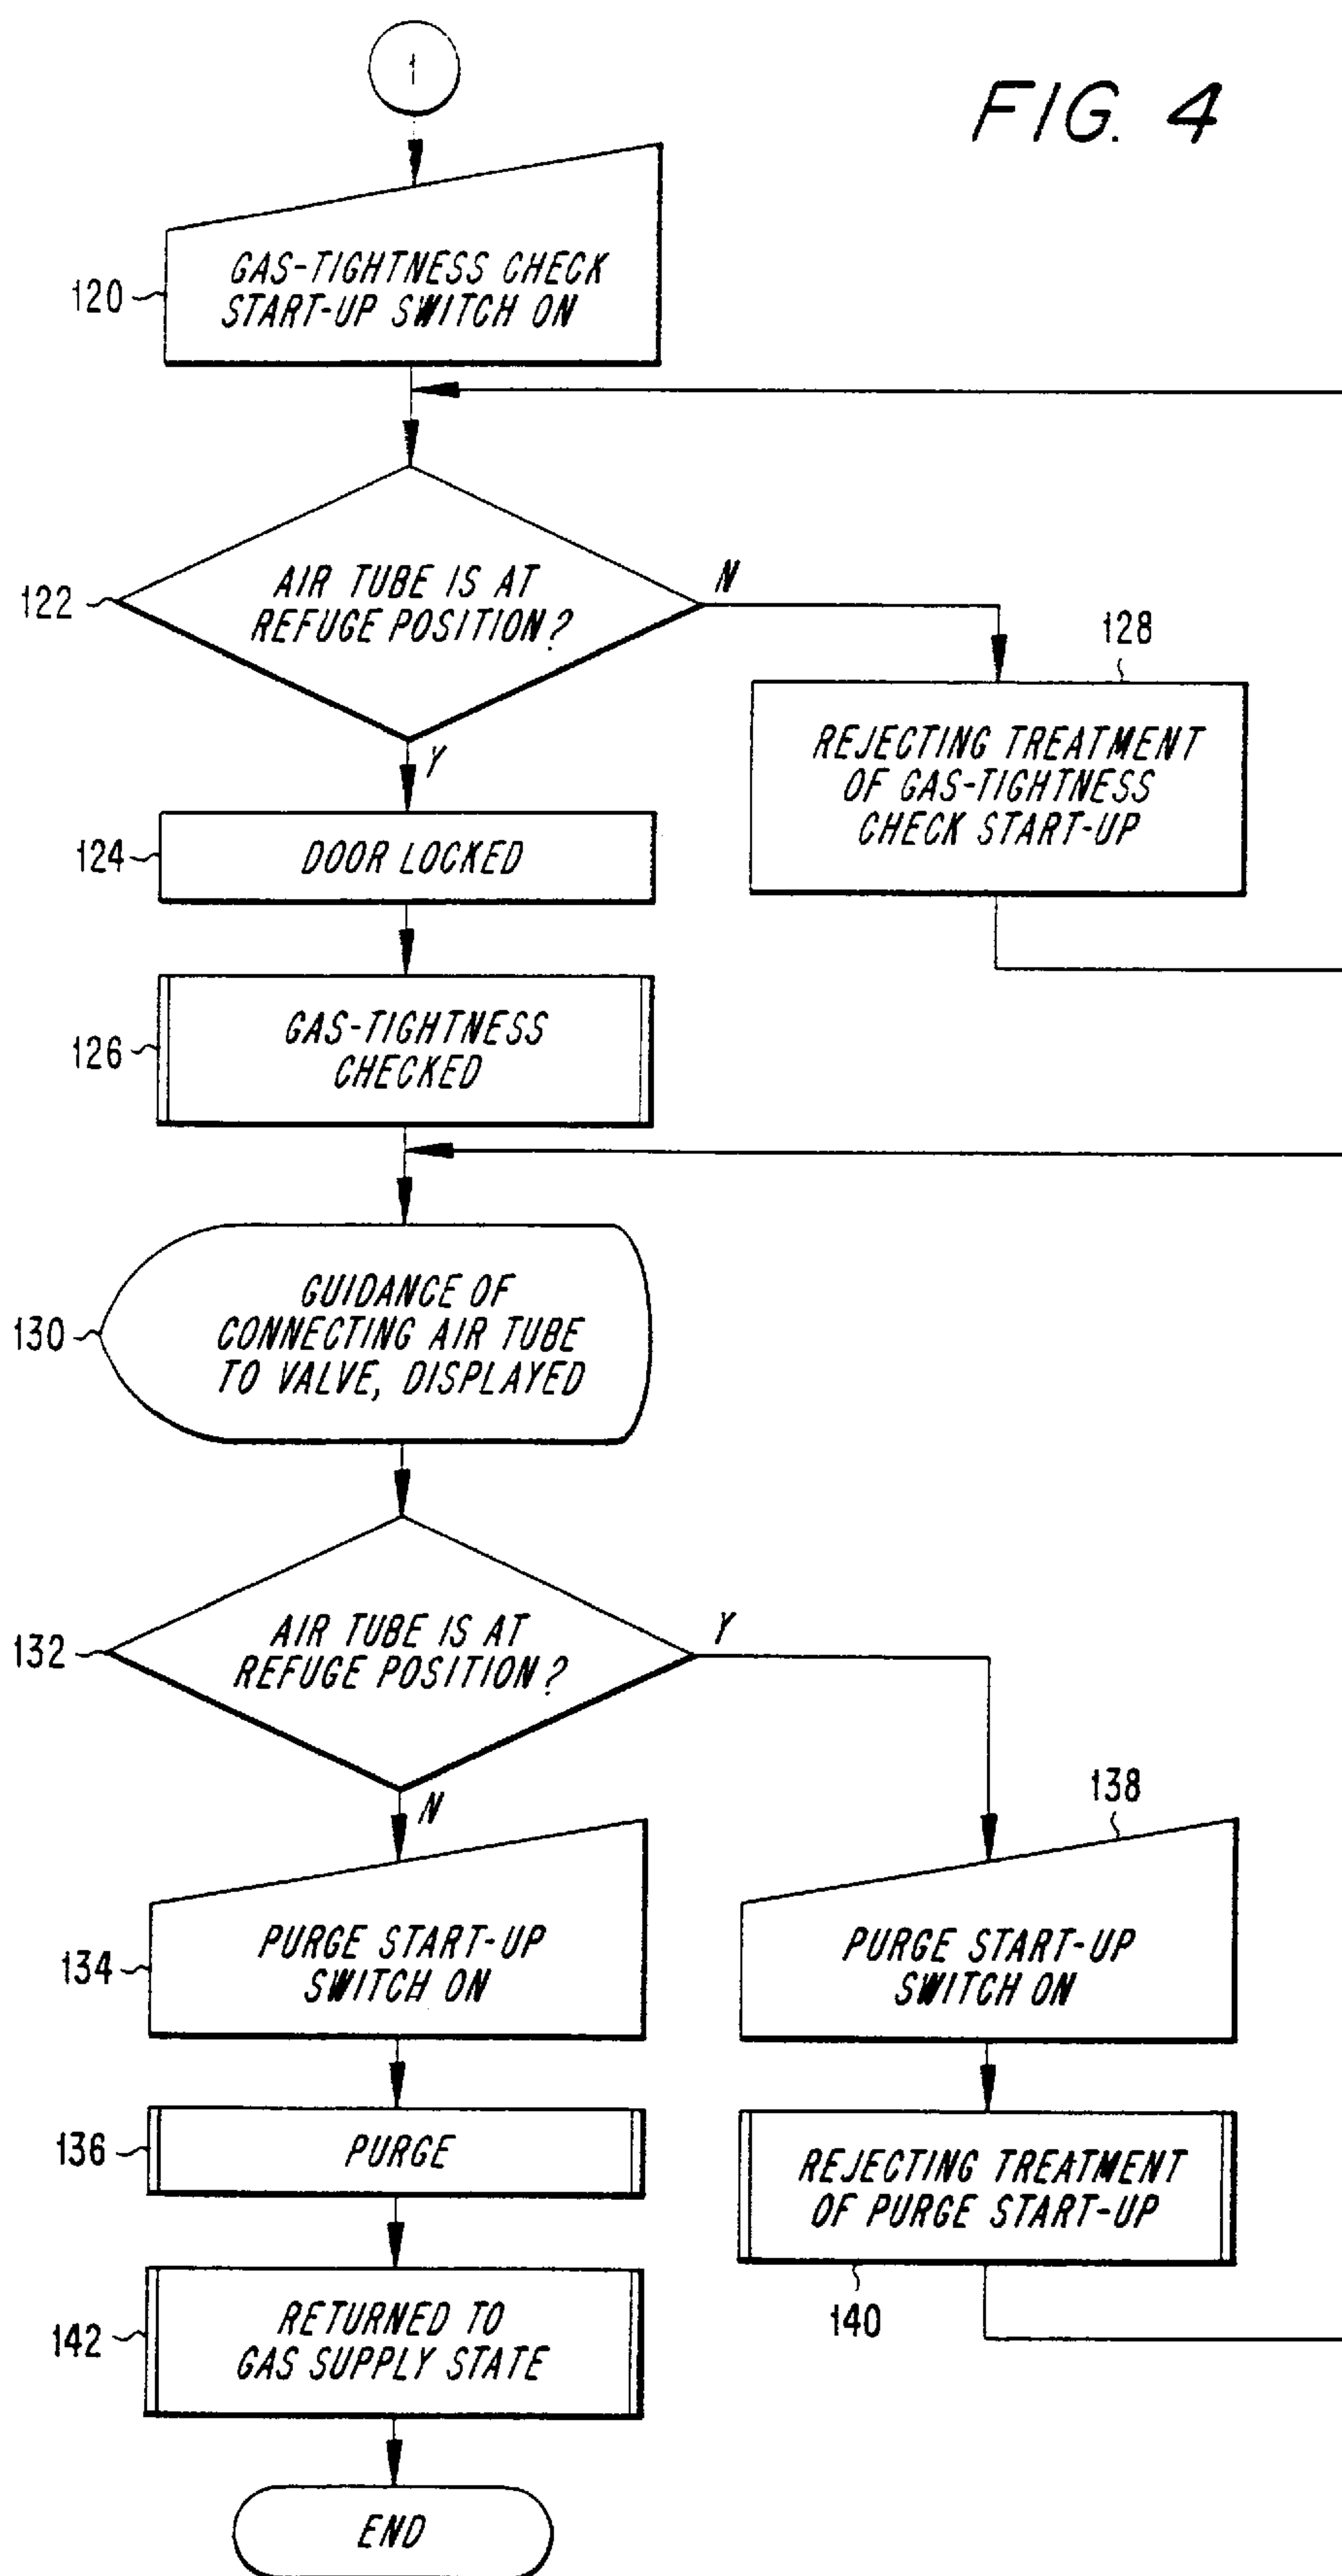 1
FIG. 4
120
GAS-TIGHTNESS CHECK
START-UP SWITCH ON
122
AIR TUBE IS AT
REFUGE POSITION?
N
Y
128
REJECTING TREATMENT
OF GAS-TIGHTNESS
CHECK START-UP
124
DOOR LOCKED
126
GAS-TIGHTNESS
CHECKED
130
GUIDANCE OF
CONNECTING AIR TUBE
TO VALVE, DISPLAYED
132
AIR TUBE IS AT
REFUGE POSITION?
Y
N
134
PURGE START-UP
SWITCH ON
138
PURGE START-UP
SWITCH ON
136
PURGE
REJECTING TREATMENT
OF PURGE START-UP
140
142
RETURNED TO
GAS SUPPLY STATE
END